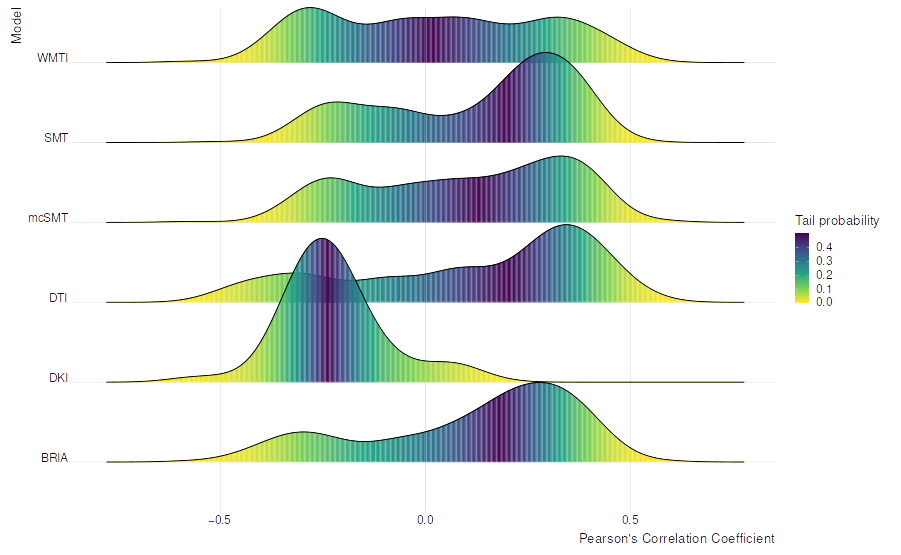 Model
WMTI
SMT
mcSMT
DTI
DKI
BRIA
−0.5
0.0
0.5
Pearson's Correlation Coefficient
Tail probability
0.4
0.3
0.2
0.1
0.0